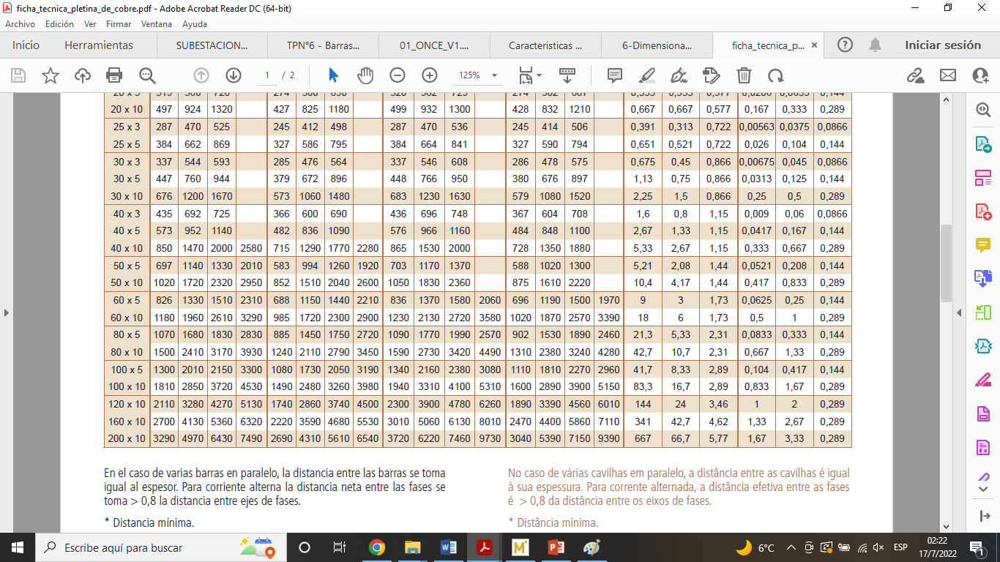 ficha_tecnica_pletina_de_cobre.pdf - Adobe Acrobat Reader DC (64-bit)
Archivo Edición Ver Firmar Ventana Ayuda
Inicio Herramientas SUBESTACION... TPN°6 - Barras... 01_ONCE_V1.... Caracteristicas ... 6-Dimensiona... ficha_tecnica_p... × Iniciar sesión
1 / 2 125%
20 x 10 497 924 1320 427 825 1180 499 932 1300 428 832 1210 0,667 0,667 0,577 0,167 0,333 0,289
25 x 3 287 470 525 245 412 498 287 470 536 245 414 506 0,391 0,313 0,722 0,00563 0,0375 0,0866
25 x 5 384 662 869 327 586 795 384 664 841 327 590 794 0,651 0,521 0,722 0,026 0,104 0,144
30 x 3 337 544 593 285 476 564 337 546 608 286 478 575 0,675 0,45 0,866 0,00675 0,045 0,0866
30 x 5 447 760 944 379 672 896 448 766 950 380 676 897 1,13 0,75 0,866 0,0313 0,125 0,144
30 x 10 676 1200 1670 573 1060 1480 683 1230 1630 579 1080 1520 2,25 1,5 0,866 0,25 0,5 0,289
40 x 3 435 692 725 366 600 690 436 696 748 367 604 708 1,6 0,8 1,15 0,009 0,06 0,0866
40 x 5 573 952 1140 482 836 1090 576 966 1160 484 848 1100 2,67 1,33 1,15 0,0417 0,167 0,144
40 x 10 850 1470 2000 2580 715 1290 1770 2280 865 1530 2000 728 1350 1880 5,33 2,67 1,15 0,333 0,667 0,289
50 x 5 697 1140 1330 2010 583 994 1260 1920 703 1170 1370 588 1020 1300 5,21 2,08 1,44 0,0521 0,208 0,144
50 x 10 1020 1720 2320 2950 852 1510 2040 2600 1050 1830 2360 875 1610 2220 10,4 4,17 1,44 0,417 0,833 0,289
60 x 5 826 1330 1510 2310 688 1150 1440 2210 836 1370 1580 2060 696 1190 1500 1970 9 3 1,73 0,0625 0,25 0,144
60 x 10 1180 1960 2610 3290 985 1720 2300 2900 1230 2130 2720 3580 1020 1870 2570 3390 18 6 1,73 0,5 1 0,289
80 x 5 1070 1680 1830 2830 885 1450 1750 2720 1090 1770 1990 2570 902 1530 1890 2460 21,3 5,33 2,31 0,0833 0,333 0,144
80 x 10 1500 2410 3170 3930 1240 2110 2790 3450 1590 2730 3420 4490 1310 2380 3240 4280 42,7 10,7 2,31 0,667 1,33 0,289
100 x 5 1300 2010 2150 3300 1080 1730 2050 3190 1340 2160 2380 3080 1110 1810 2270 2960 41,7 8,33 2,89 0,104 0,417 0,144
100 x 10 1810 2850 3720 4530 1490 2480 3260 3980 1940 3310 4100 5310 1600 2890 3900 5150 83,3 16,7 2,89 0,833 1,67 0,289
120 x 10 2110 3280 4270 5130 1740 2860 3740 4500 2300 3900 4780 6260 1890 3390 4560 6010 144 24 3,46 1 2 0,289
160 x 10 2700 4130 5360 6320 2220 3590 4680 5530 3010 5060 6130 8010 2470 4400 5860 7110 341 42,7 4,62 1,33 2,67 0,289
200 x 10 3290 4970 6430 7490 2690 4310 5610 6540 3720 6220 7460 9730 3040 5390 7150 9390 667 66,7 5,77 1,67 3,33 0,289
En el caso de varias barras en paralelo, la distancia entre las barras se toma
igual al espesor. Para corriente alterna la distancia neta entre las fases se
toma > 0,8 la distancia entre ejes de fases.
* Distancia mínima.
No caso de várias cavilhas em paralelo, a distância entre as cavilhas é igual
à sua espessura. Para corrente alternada, a distância efetiva entre as fases
é > 0,8 da distância entre os eixos de fases.
* Distância mínima.
Escribe aquí para buscar
6°C ESP 02:22
17/7/2022
1